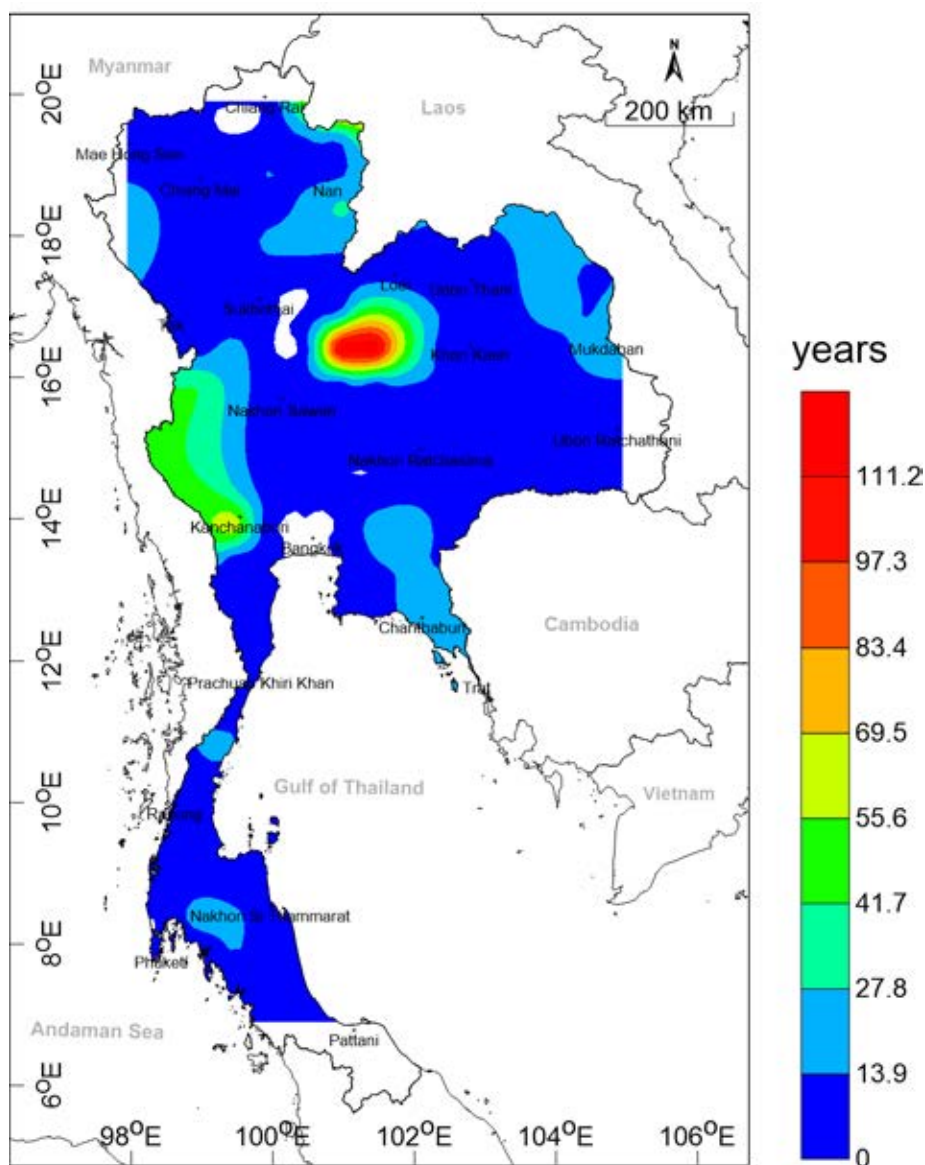 Myanmar
N
Laos
200 km
Chiang Rai
Mae Hong Son
Chiang Mai
Nan
Loei
Udon Thani
Sukhothai
Tak
Khon Kaen
Mukdahan
Nakhon Sawan
Ubon Ratchathani
Nakhon Ratchasima
Kanchanaburi
Bangkok
Chanthaburi
Cambodia
Prachuap Khiri Khan
Trat
Gulf of Thailand
Vietnam
Ranong
Nakhon Si Thammarat
Phuket
Andaman Sea
Pattani
20°E
18°E
16°E
14°E
12°E
10°E
8°E
6°E
98°E
100°E
102°E
104°E
106°E
years
111.2
97.3
83.4
69.5
55.6
41.7
27.8
13.9
0